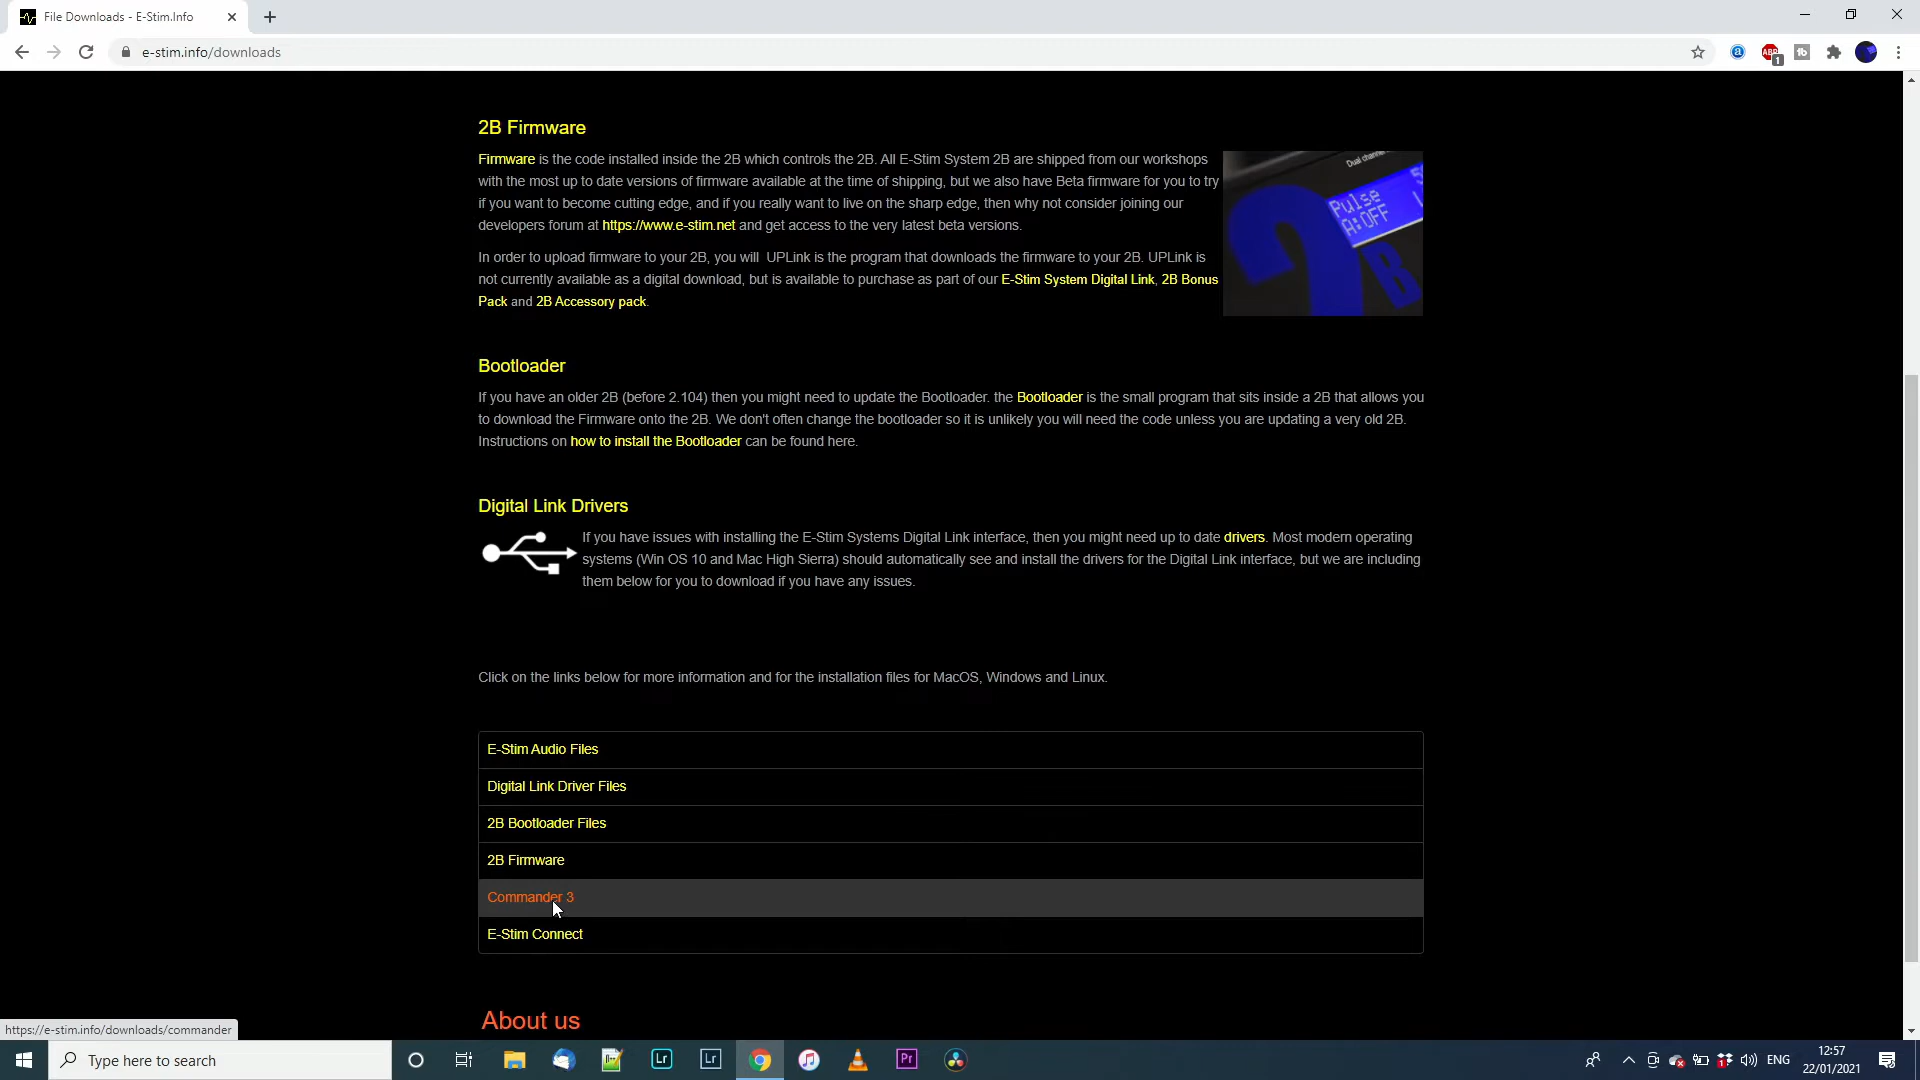 File Downloads - E-Stim.Info
e-stim.info/downloads
2B Firmware
Firmware is the code installed inside the 2B which controls the 2B. All E-Stim System 2B are shipped from our workshops
with the most up to date versions of firmware available at the time of shipping, but we also have Beta firmware for you to try
if you want to become cutting edge, and if you really want to live on the sharp edge, then why not consider joining our
developers forum at https://www.e-stim.net and get access to the very latest beta versions.
Dual channel
Pulse
A:OFF
2B
In order to upload firmware to your 2B, you will  UPLink is the program that downloads the firmware to your 2B. UPLink is
not currently available as a digital download, but is available to purchase as part of our E-Stim System Digital Link, 2B Bonus
Pack and 2B Accessory pack.
Bootloader
If you have an older 2B (before 2.104) then you might need to update the Bootloader. the Bootloader is the small program that sits inside a 2B that allows you
to download the Firmware onto the 2B. We don't often change the bootloader so it is unlikely you will need the code unless you are updating a very old 2B.
Instructions on how to install the Bootloader can be found here.
Digital Link Drivers
If you have issues with installing the E-Stim Systems Digital Link interface, then you might need up to date drivers. Most modern operating
systems (Win OS 10 and Mac High Sierra) should automatically see and install the drivers for the Digital Link interface, but we are including
them below for you to download if you have any issues.
Click on the links below for more information and for the installation files for MacOS, Windows and Linux.
E-Stim Audio Files
Digital Link Driver Files
2B Bootloader Files
2B Firmware
Commander 3
E-Stim Connect
About us
https://e-stim.info/downloads/commander
Type here to search
Lr
Lr
Pr
ENG
12:57
22/01/2021